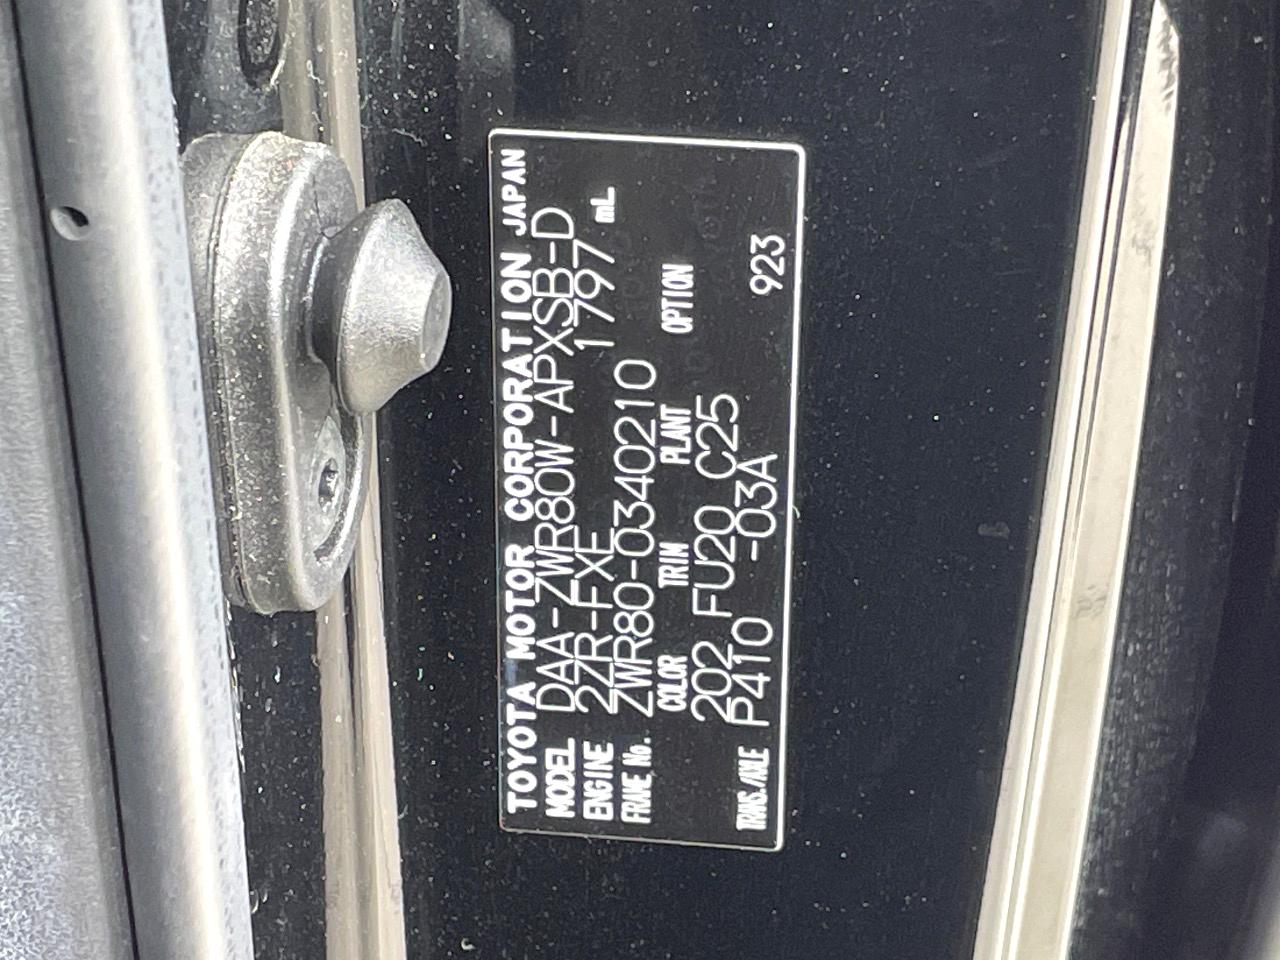 TOYOTA MOTOR CORPORATION JAPAN
MODEL DAA-ZWR80W-APXSB-D
ENGINE 2ZR-FXE 1797 mL
FRAME No. ZWR80-0340210
COLOR TRIM PLANT OPTION
202 FU20 C25
TRANS./AXLE P410 -03A 923